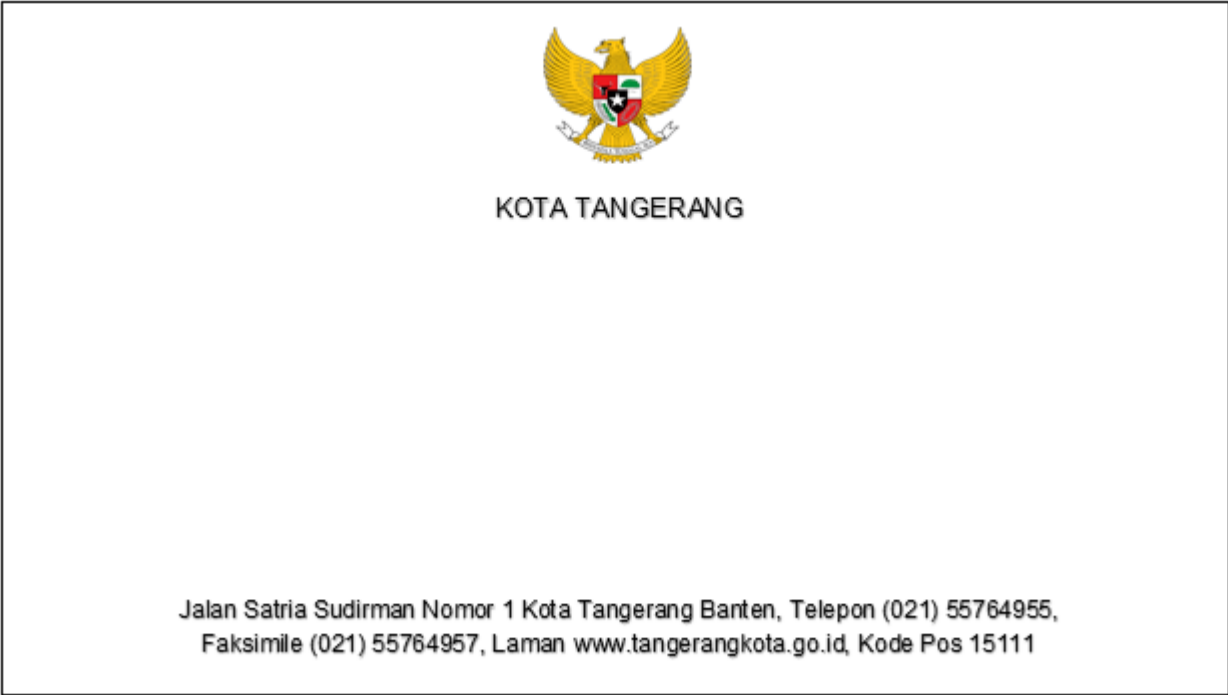 KOTA TANGERANG
Jalan Satria Sudirman Nomor 1 Kota Tangerang Banten, Telepon (021) 55764955,
Faksimile (021) 55764957, Laman www.tangerangkota.go.id, Kode Pos 15111